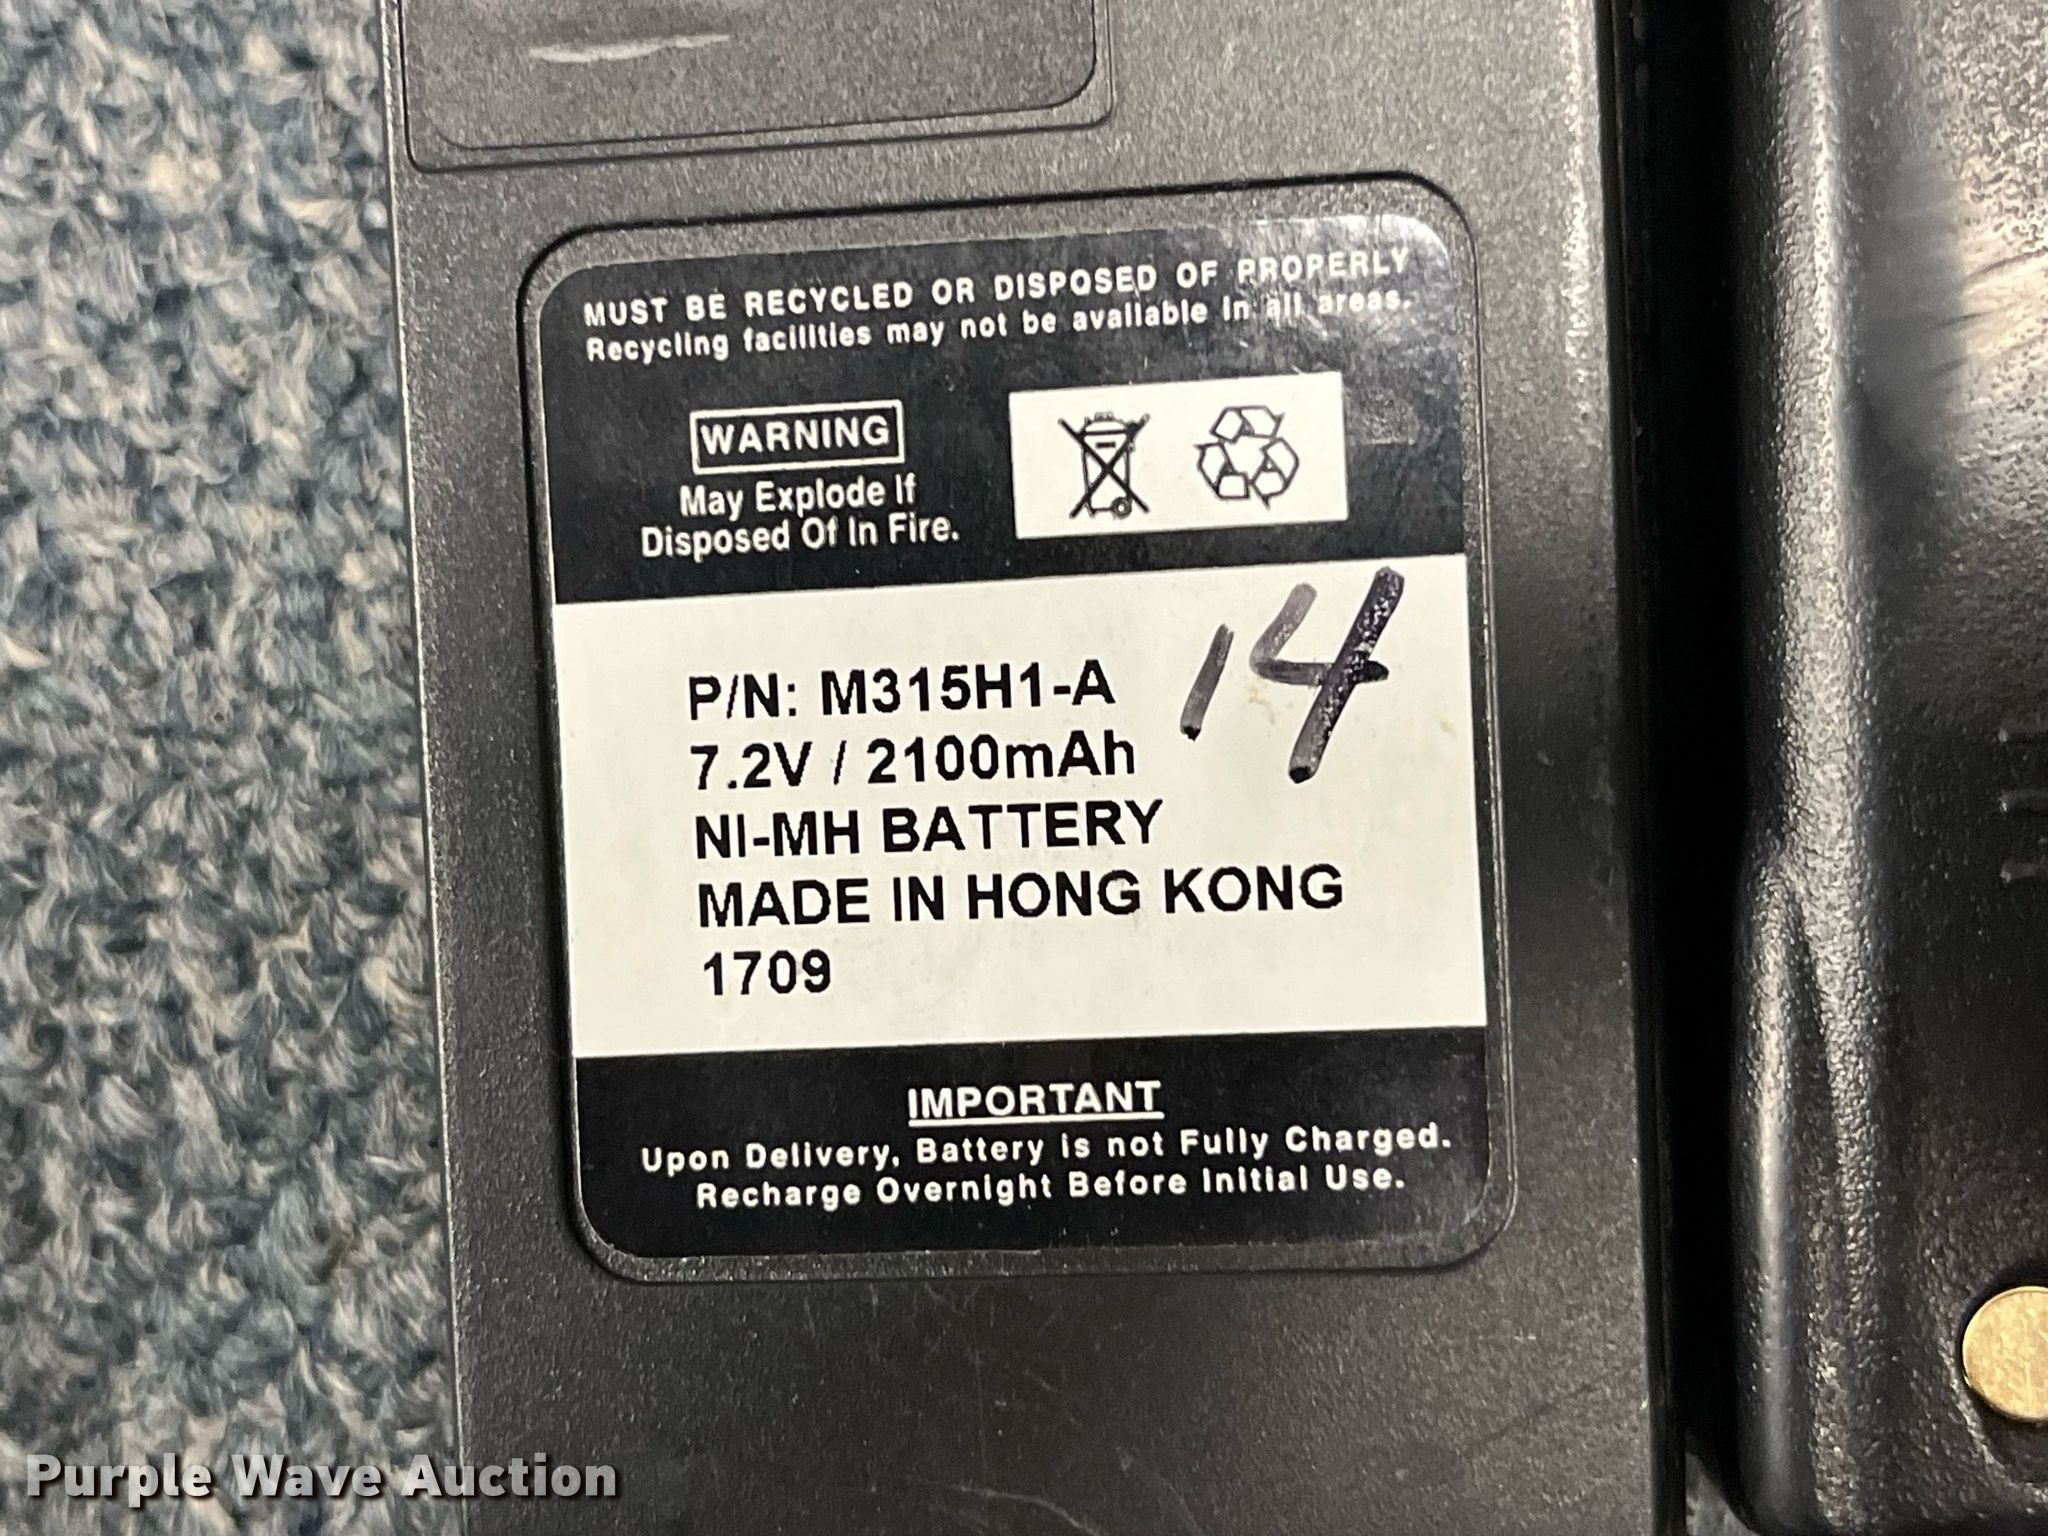 MUST BE RECYCLED OR DISPOSED OF PROPERLY
Recycling facilities may not be available in all areas.
WARNING
May Explode If
Disposed Of In Fire.
14
P/N: M315H1-A
7.2V / 2100mAh
NI-MH BATTERY
MADE IN HONG KONG
1709
IMPORTANT
Upon Delivery, Battery is not Fully Charged.
Recharge Overnight Before Initial Use.
Purple Wave Auction